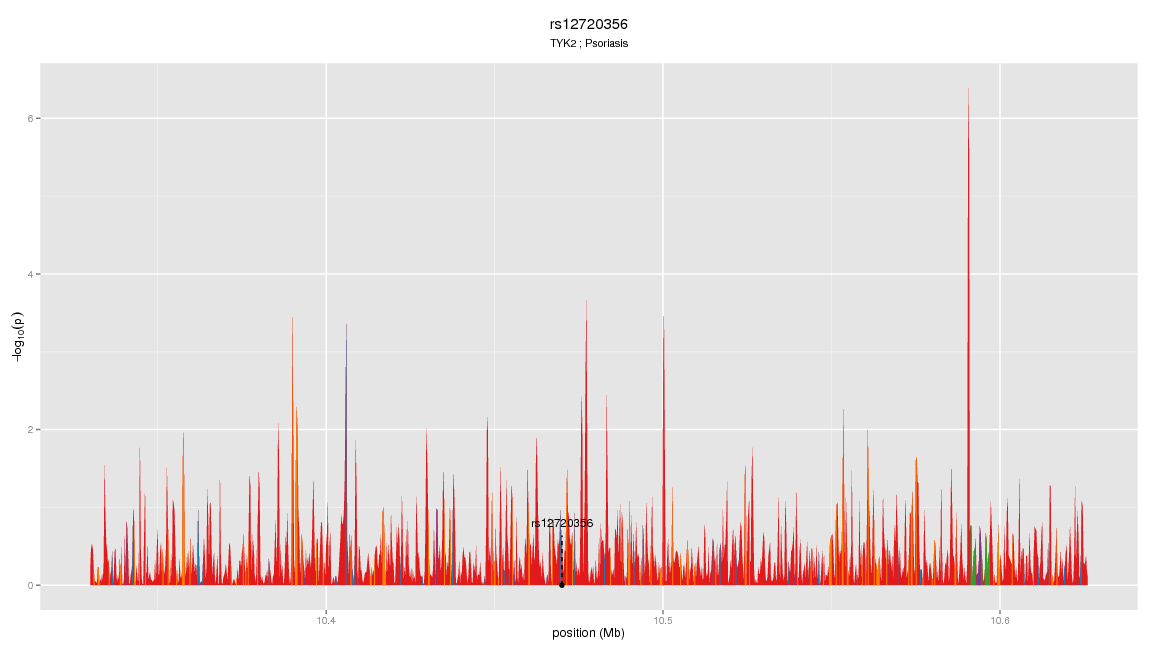 rs12720356
TYK2 ; Psoriasis
6
4
2
0
−log10(p)
rs12720356
10.4
10.5
10.6
position (Mb)